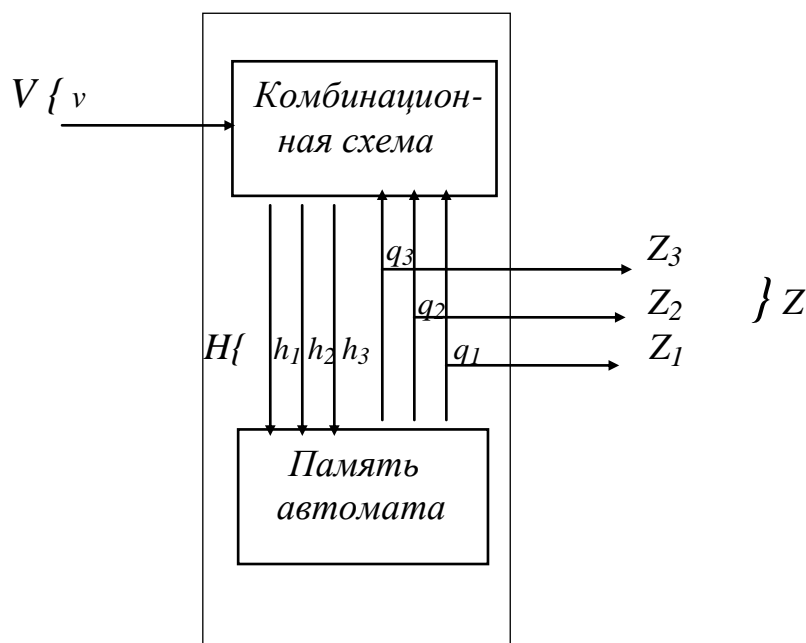 V { v
Комбинацион-
ная схема
q3
Z3
q2
Z2
} Z
H{
h1 h2 h3
q1
Z1
Память
автомата